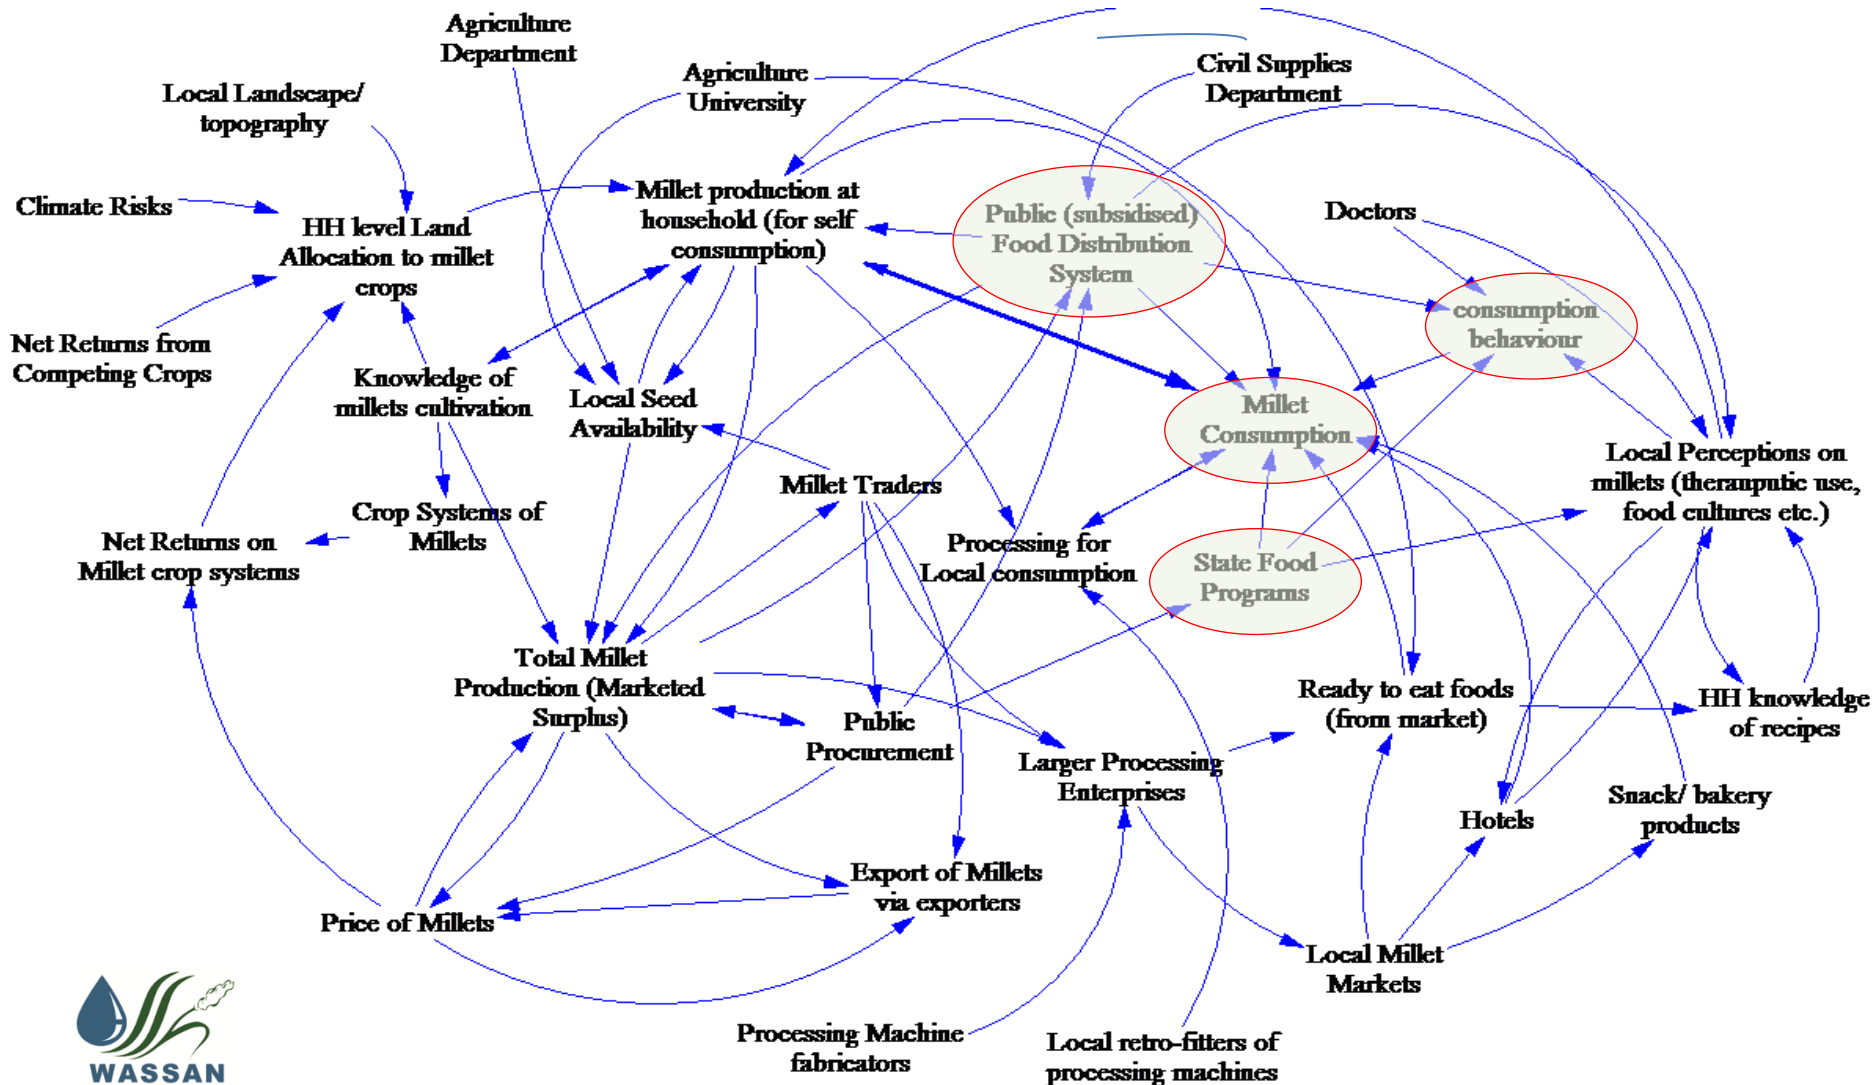 Agriculture
Department
Agriculture
University
Civil Supplies
Department
Local Landscape/
topography
Climate Risks
HH level Land
Allocation to millet
crops
Millet production at
household (for self
consumption)
Public (subsidised)
Food Distribution
System
Doctors
consumption
behaviour
Net Returns from
Competing Crops
Knowledge of
millets cultivation
Local Seed
Availability
Millet
Consumption
Local Perceptions on
millets (therauputic use,
food cultures etc.)
Millet Traders
Crop Systems of
Millets
Net Returns on
Millet crop systems
Processing for
Local consumption
State Food
Programs
Total Millet
Production (Marketed
Surplus)
Public
Procurement
Ready to eat foods
(from market)
HH knowledge
of recipes
Larger Processing
Enterprises
Hotels
Snack/ bakery
products
Price of Millets
Export of Millets
via exporters
Local Millet
Markets
Processing Machine
fabricators
Local retro-fitters of
processing machines
WASSAN